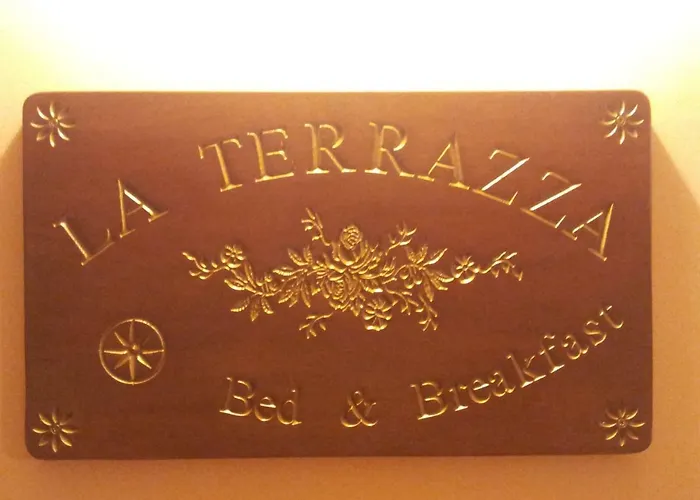 LA TERRAZZA
Bed & Breakfast